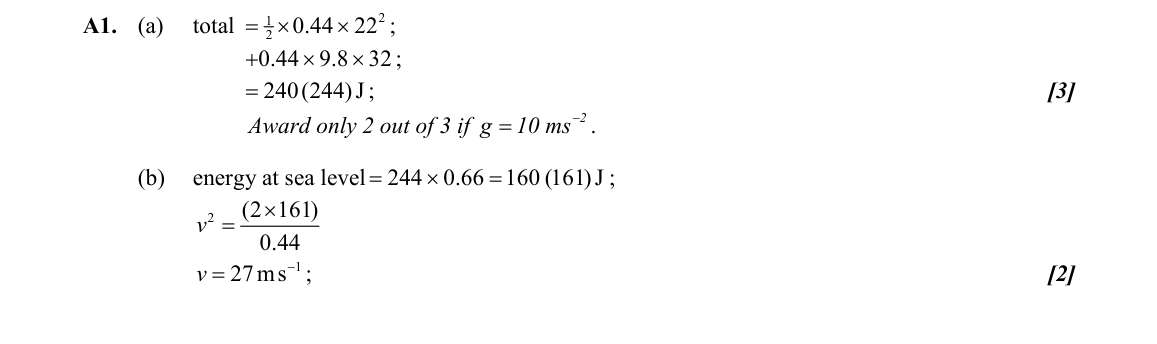 A1. (a) total = ½ × 0.44 × 22² ;
+0.44 × 9.8 × 32 ;
= 240 (244) J ; [3]
Award only 2 out of 3 if g = 10 ms⁻² .
(b) energy at sea level = 244 × 0.66 = 160 (161) J ;
v² = (2×161) / 0.44
v = 27 m s⁻¹ ; [2]